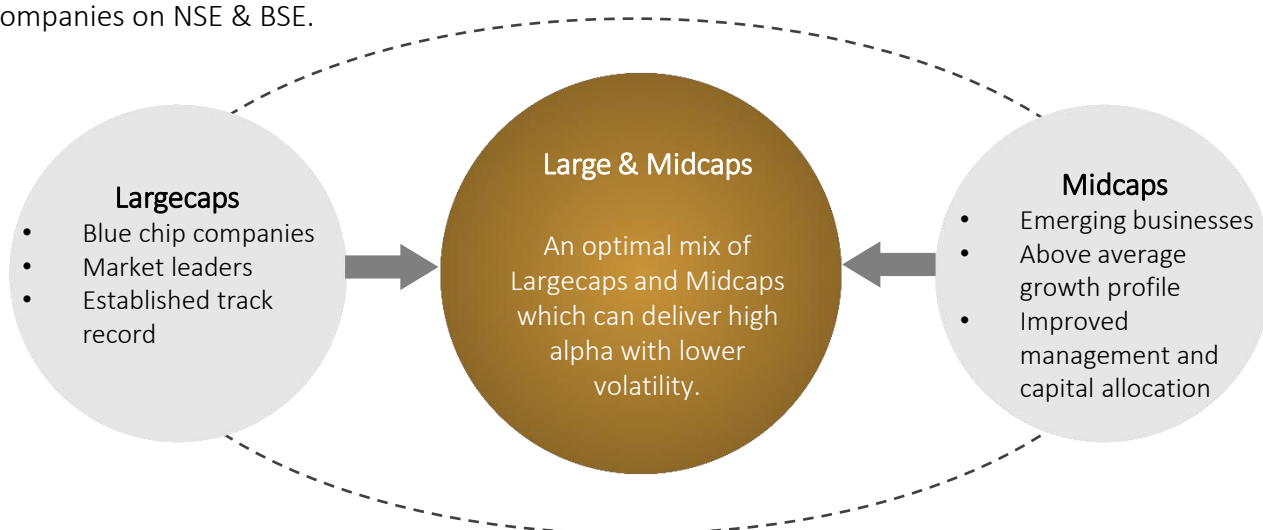 ompanies on NSE & BSE.
Largecaps
• Blue chip companies
• Market leaders
• Established track
record
Large & Midcaps
An optimal mix of
Largecaps and Midcaps
which can deliver high
alpha with lower
volatility.
Midcaps
• Emerging businesses
• Above average
growth profile
• Improved
management and
capital allocation